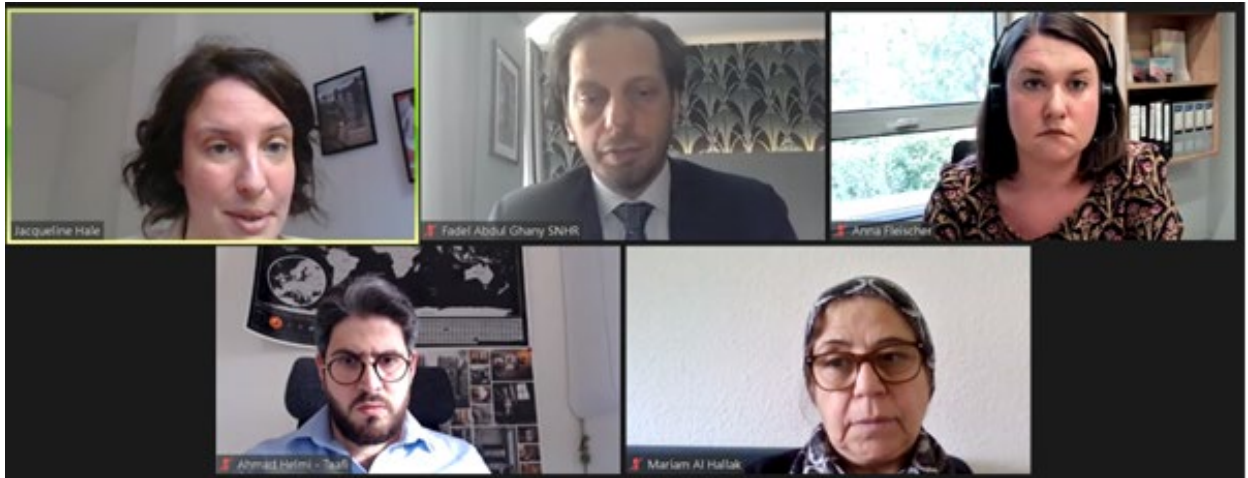 Jacqueline Hale
Fadel Abdul Ghany SNHR
Anna Fleischer
Ahmad Helmi - Taafi
Mariam Al Hallak